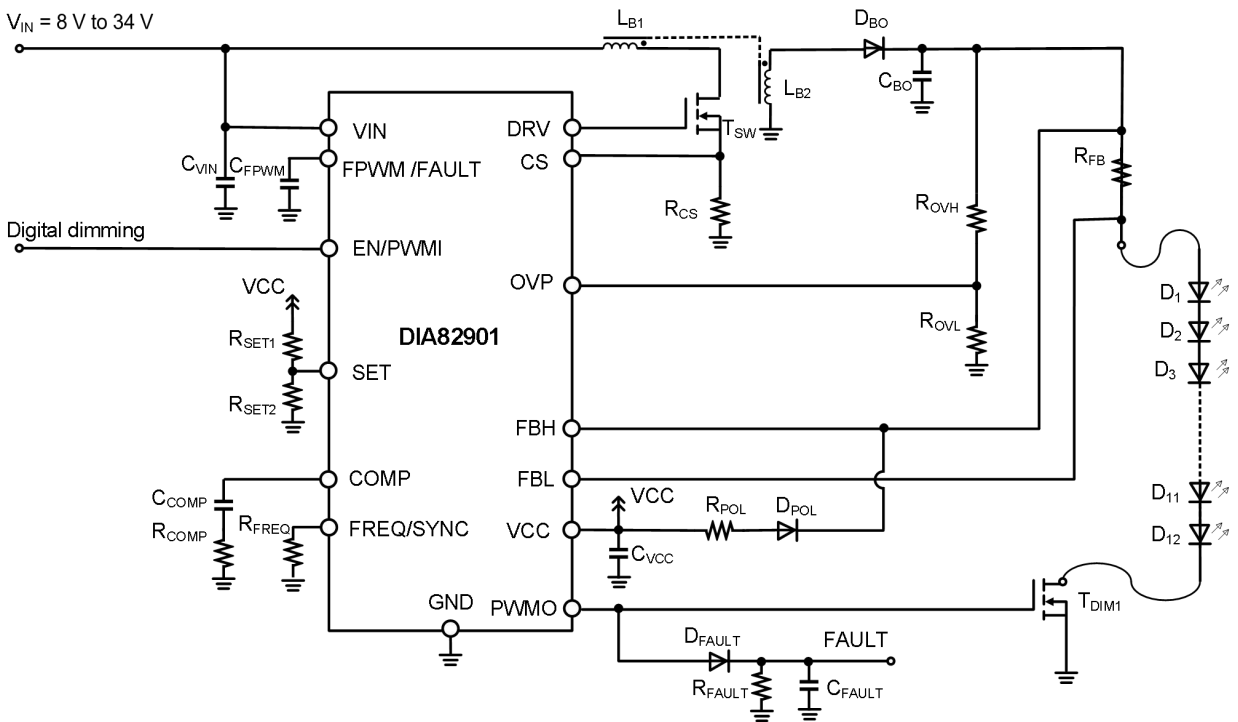 V_IN = 8 V to 34 V
L_B1
D_BO
L_B2
C_BO
T_SW
VIN
DRV
C_VIN
C_FPWM
FPWM /FAULT
CS
R_CS
R_FB
R_OVH
Digital dimming
EN/PWMI
OVP
VCC
D_1
R_SET1
DIA82901
R_OVL
D_2
SET
D_3
R_SET2
FBH
COMP
FBL
C_COMP
VCC
R_POL
D_POL
D_11
R_COMP
R_FREQ
FREQ/SYNC
VCC
D_12
C_VCC
GND
PWMO
T_DIM1
D_FAULT
FAULT
R_FAULT
C_FAULT